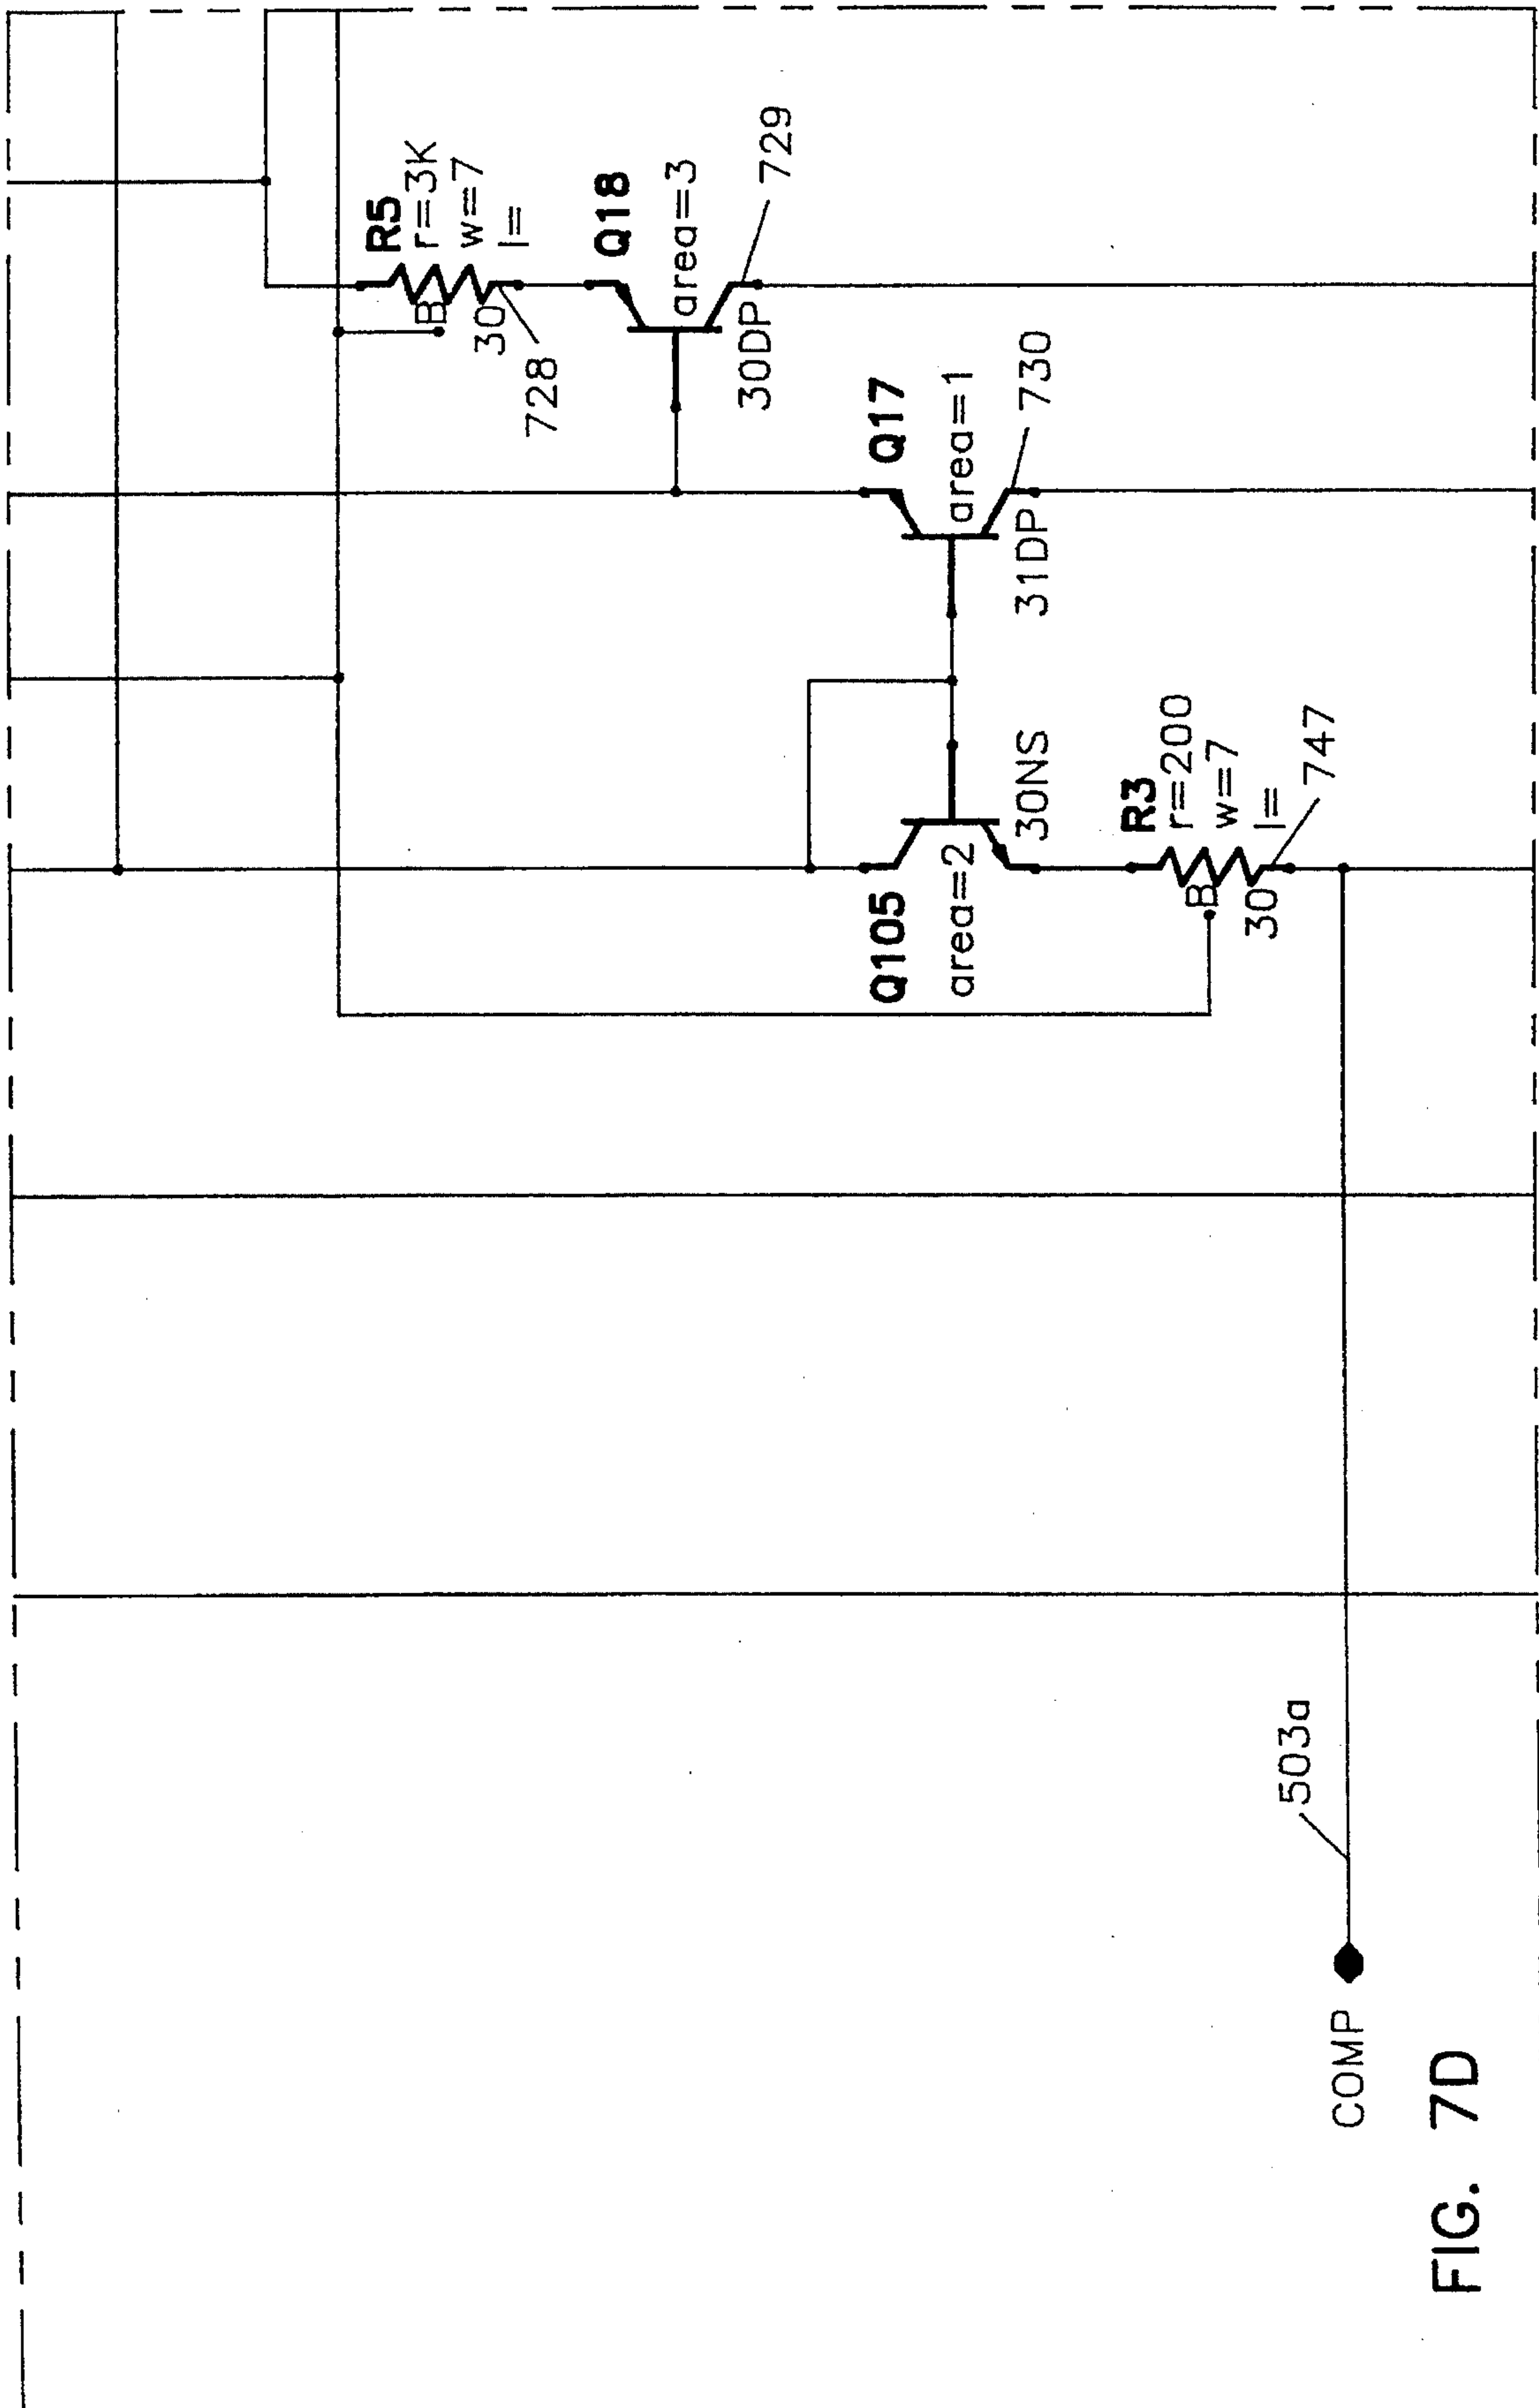 R5
r=3K
w=7
l=
B
30
728
Q18
area=3
30DP
729
Q17
area=1
31DP
730
Q105
area=2
30NS
R3
r=200
w=7
l=
B
30
747
503a
COMP
FIG. 7D